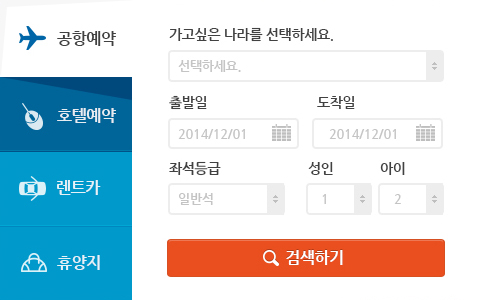 공항예약
호텔예약
렌트카
휴양지
가고싶은 나라를 선택하세요.
선택하세요.
출발일 도착일
2014/12/01 2014/12/01
좌석등급 성인 아이
일반석 1 2
검색하기